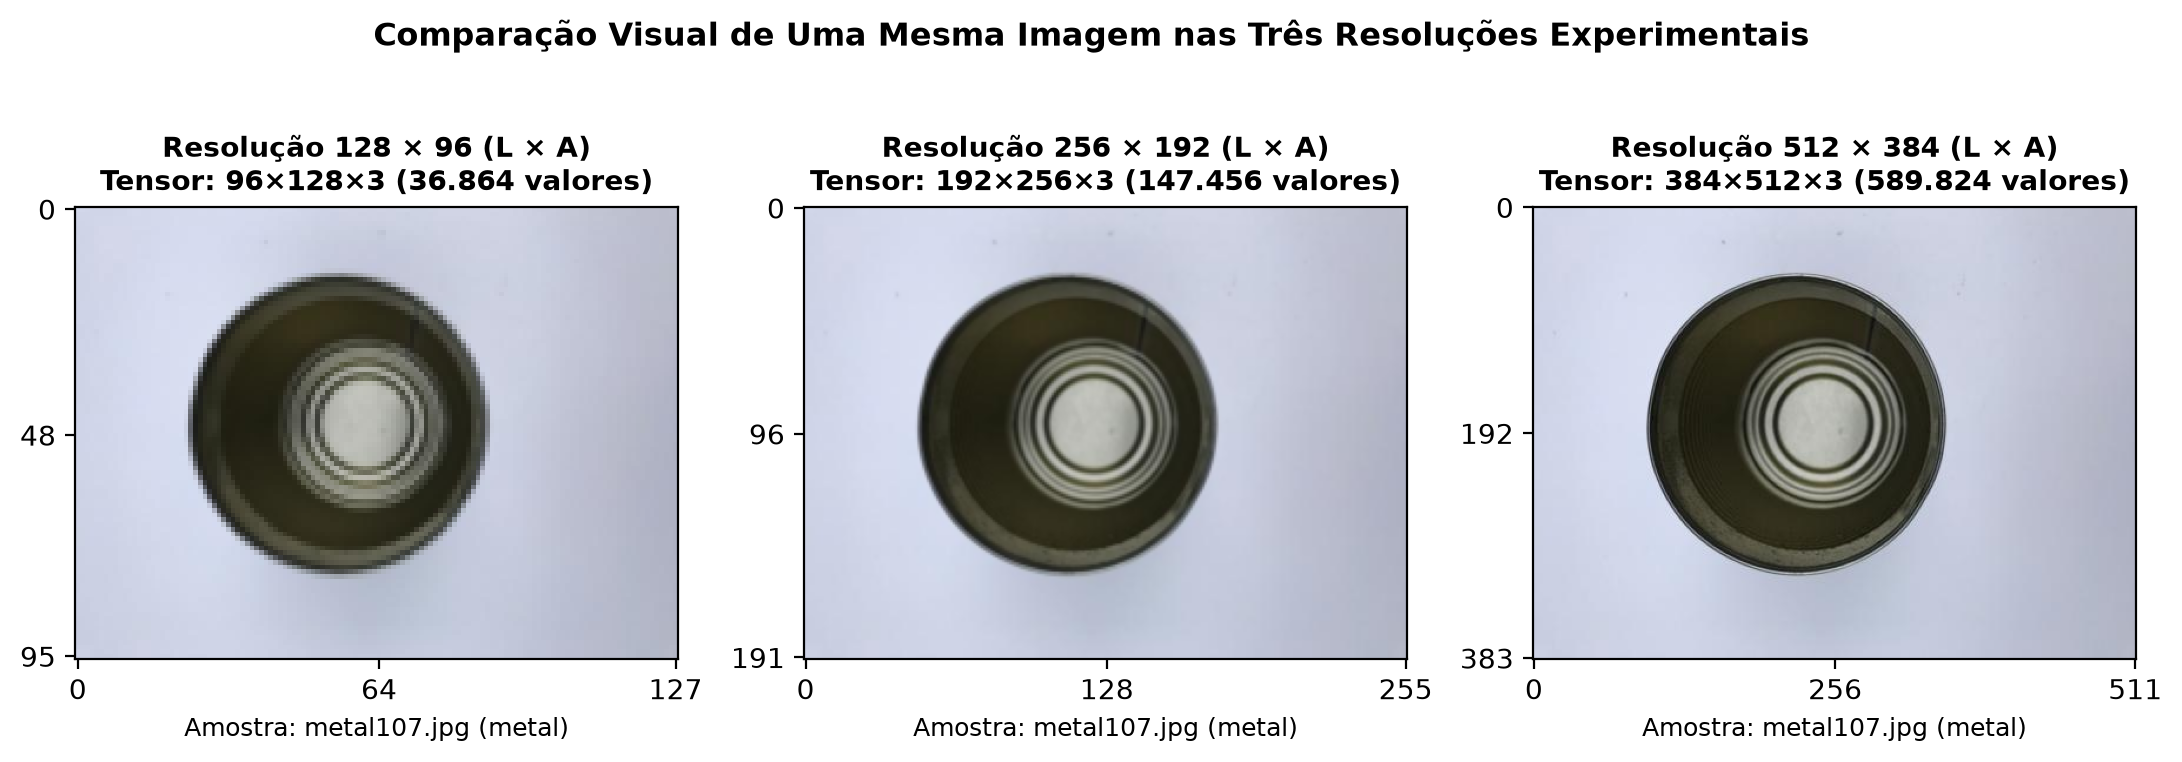 Comparação Visual de Uma Mesma Imagem nas Três Resoluções Experimentais
Resolução 128 × 96 (L × A)
Tensor: 96×128×3 (36.864 valores)
0
48
95
0
64
127
Amostra: metal107.jpg (metal)
Resolução 256 × 192 (L × A)
Tensor: 192×256×3 (147.456 valores)
0
96
191
0
128
255
Amostra: metal107.jpg (metal)
Resolução 512 × 384 (L × A)
Tensor: 384×512×3 (589.824 valores)
0
192
383
0
256
511
Amostra: metal107.jpg (metal)